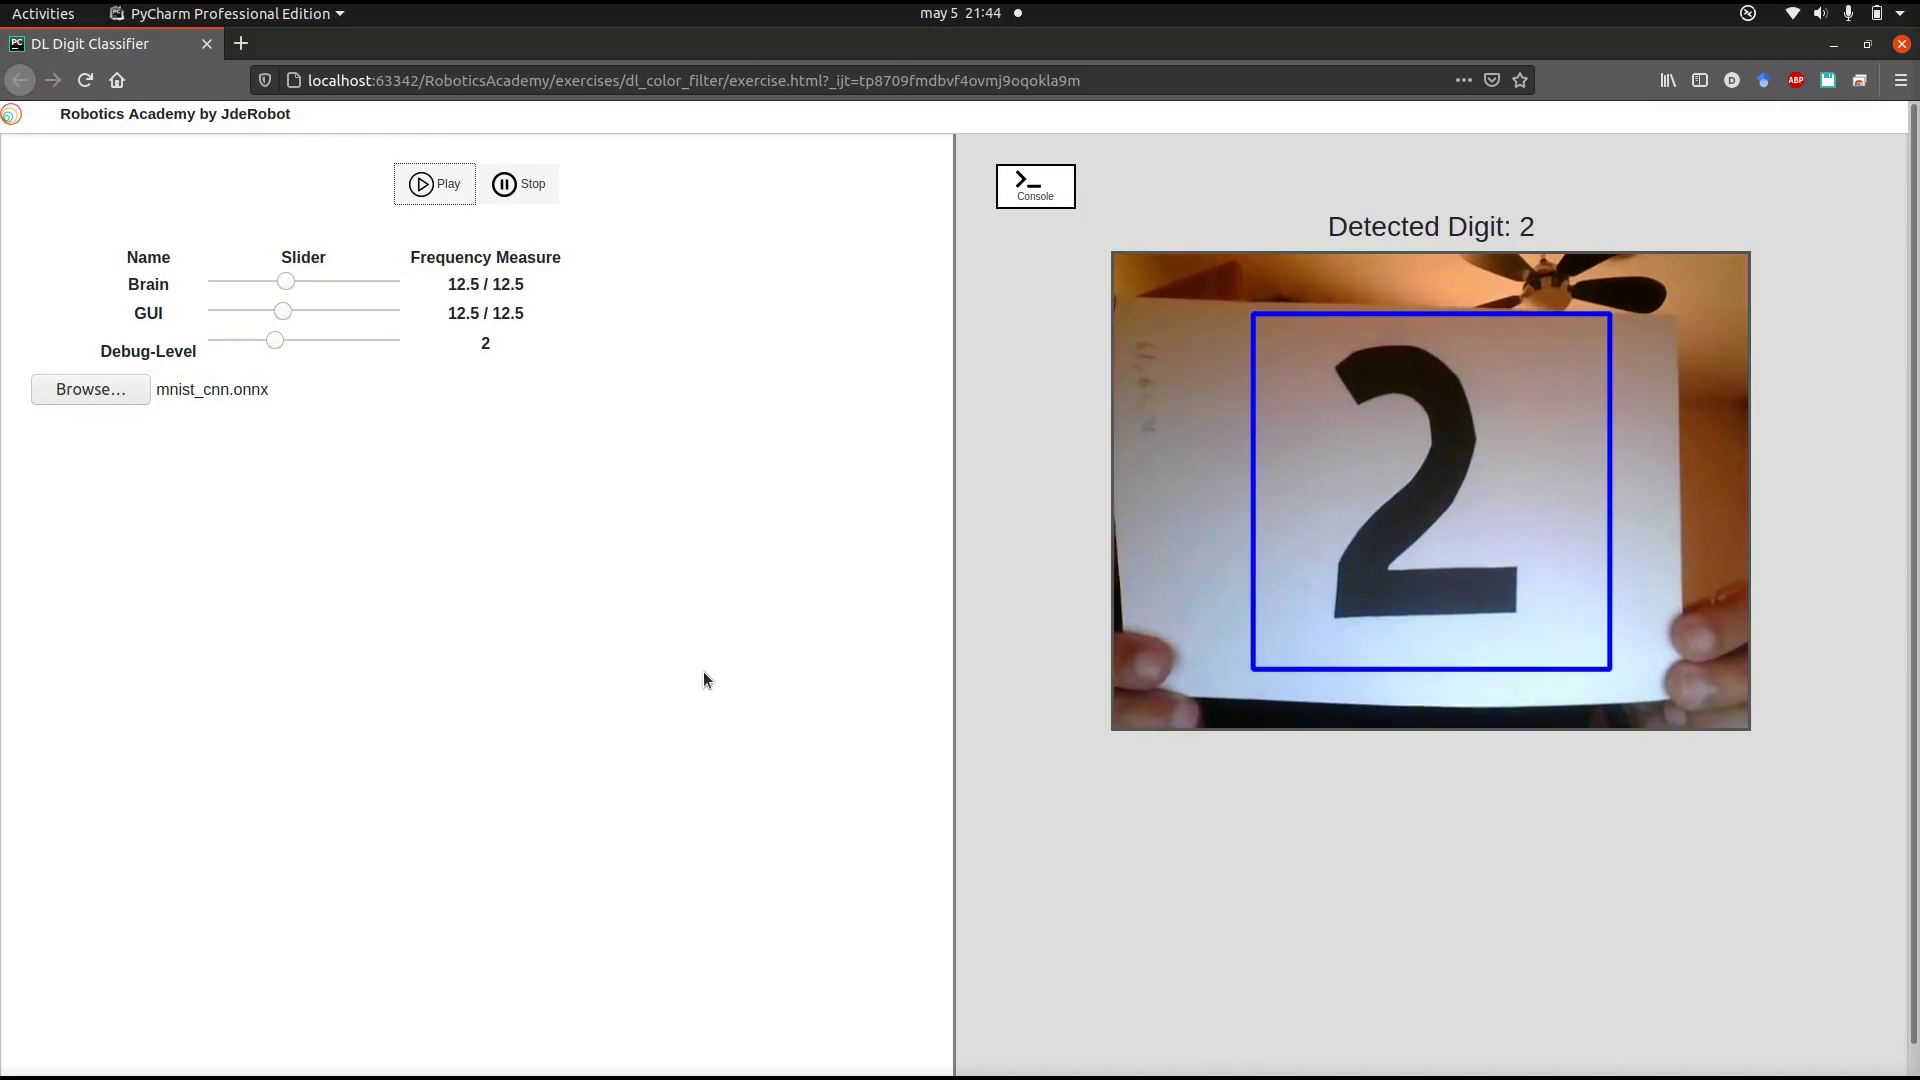 Activities PyCharm Professional Edition may 5 21:44
DL Digit Classifier
localhost:63342/RoboticsAcademy/exercises/dl_color_filter/exercise.html?_ijt=tp8709fmdbvf4ovmj9oqokla9m
Robotics Academy by JdeRobot
Play Stop
Name Slider Frequency Measure
Brain 12.5 / 12.5
GUI 12.5 / 12.5
Debug-Level 2
Browse... mnist_cnn.onnx
>_
Console
Detected Digit: 2
2